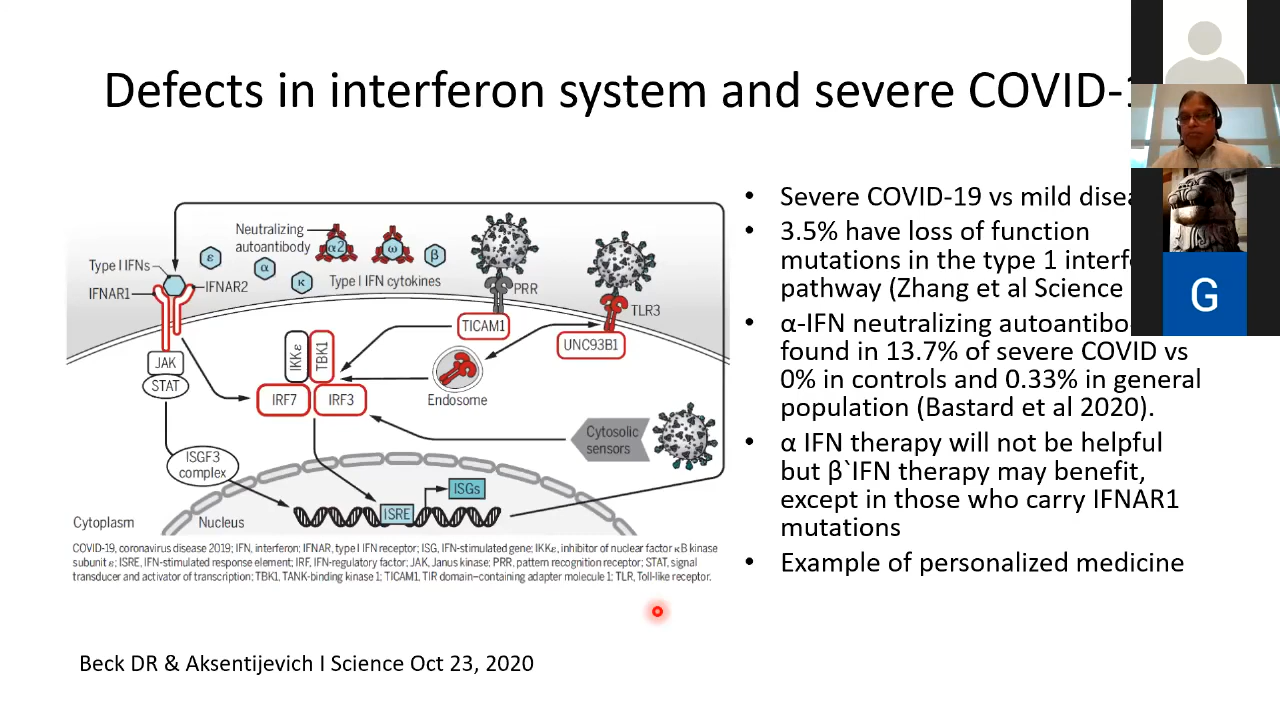 Defects in interferon system and severe COVID-1
Neutralizing
autoantibody
α2
ω
β
ε
α
κ
Type I IFNs
Type I IFN cytokines
IFNAR1
IFNAR2
PRR
TLR3
TICAM1
UNC93B1
JAK
STAT
IKKε
TBK1
IRF7
IRF3
Endosome
Cytosolic
sensors
ISGF3
complex
ISGs
ISRE
Cytoplasm
Nucleus
COVID-19, coronavirus disease 2019; IFN, interferon; IFNAR, type I IFN receptor; ISG, IFN-stimulated gene; IKKε, inhibitor of nuclear factor κB kinase
subunit ε; ISRE, IFN-stimulated response element; IRF, IFN-regulatory factor; JAK, Janus kinase; PRR, pattern recognition receptor; STAT, signal
transducer and activator of transcription; TBK1, TANK-binding kinase 1; TICAM1, TIR domain–containing adapter molecule 1; TLR, Toll-like receptor.
Beck DR & Aksentijevich I Science Oct 23, 2020
• Severe COVID-19 vs mild disea
• 3.5% have loss of function
mutations in the type 1 interf
pathway (Zhang et al Science
• α-IFN neutralizing autoantibo
found in 13.7% of severe COVID vs
0% in controls and 0.33% in general
population (Bastard et al 2020).
• α IFN therapy will not be helpful
but β`IFN therapy may benefit,
except in those who carry IFNAR1
mutations
• Example of personalized medicine
G